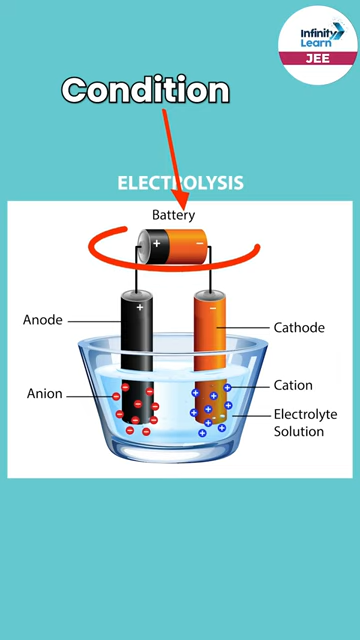 Infinity
Learn
JEE
Condition
ELECTROLYSIS
Battery
+ −
Anode
+
−
Cathode
Anion
Cation
Electrolyte
Solution